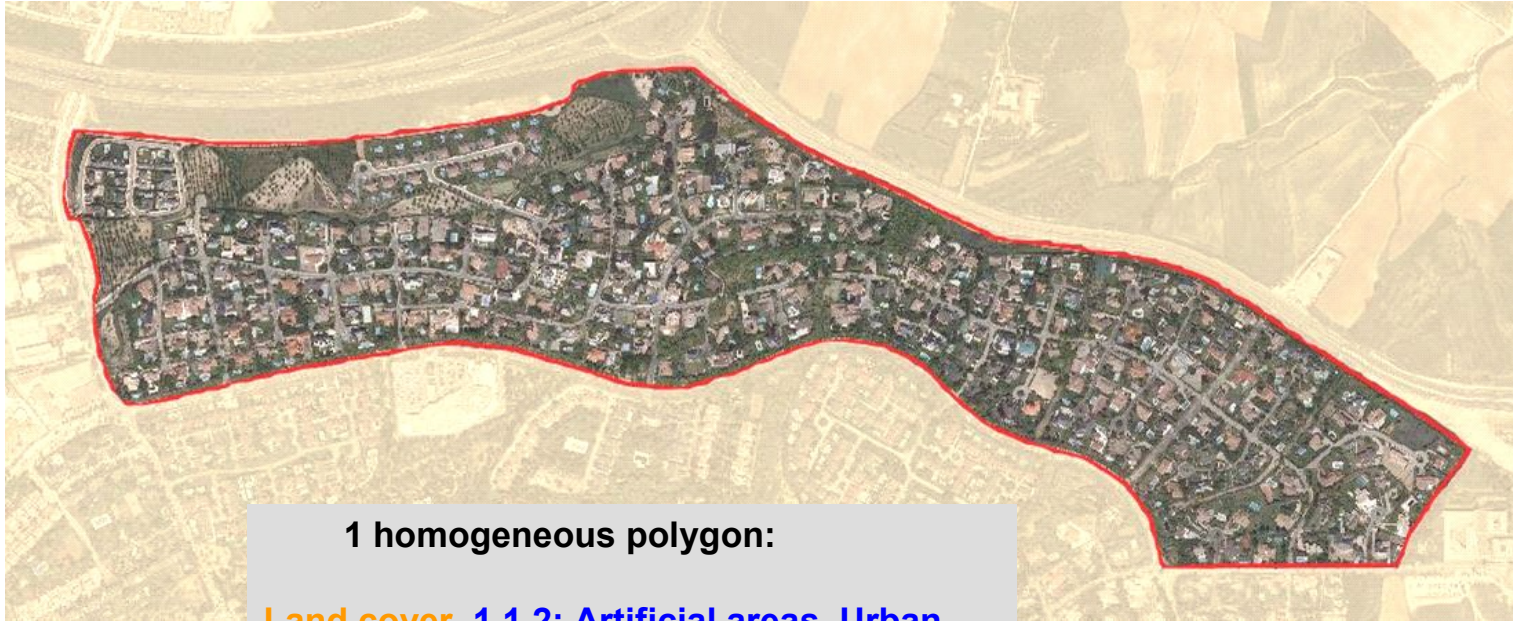 1 homogeneous polygon:
Land cover 1.1.2: Artificial areas, Urban